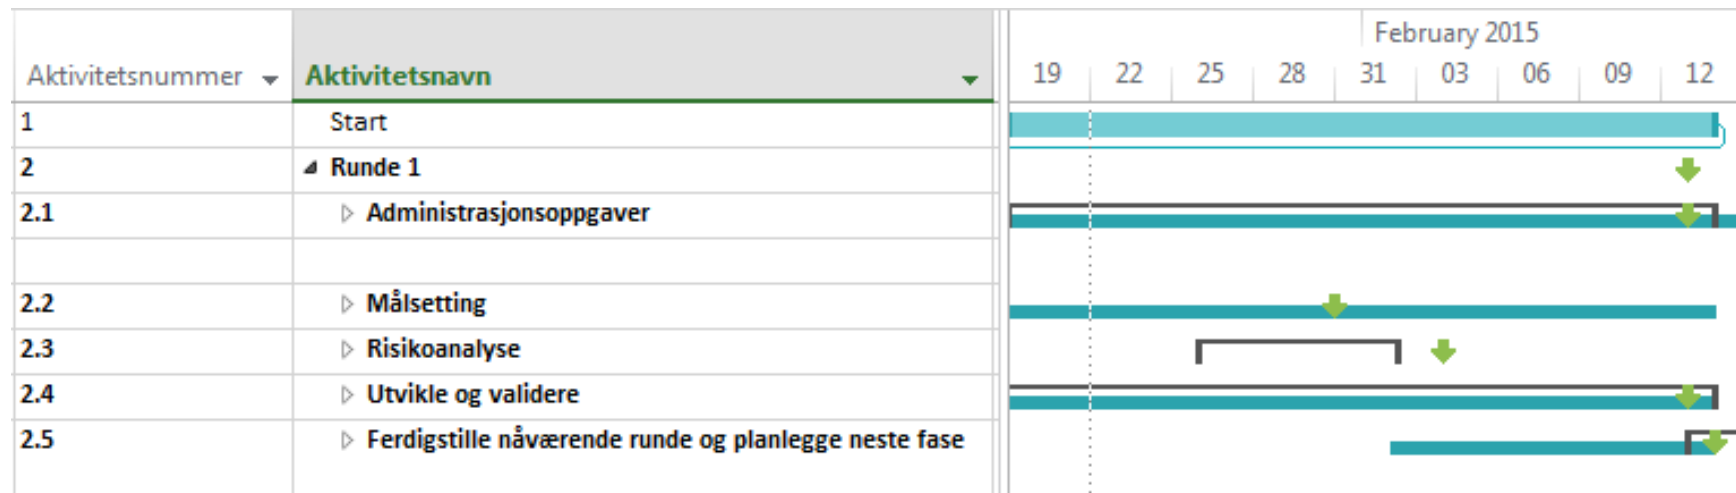 February 2015
Aktivitetsnummer Aktivitetsnavn 19 22 25 28 31 03 06 09 12
1 Start
2 Runde 1
2.1 Administrasjonsoppgaver
2.2 Målsetting
2.3 Risikoanalyse
2.4 Utvikle og validere
2.5 Ferdigstille nåværende runde og planlegge neste fase